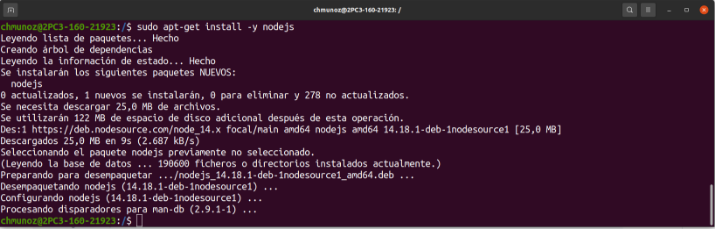 chmunoz@2PC3-160-21923: /
chmunoz@2PC3-160-21923:/$ sudo apt-get install -y nodejs
Leyendo lista de paquetes... Hecho
Creando árbol de dependencias
Leyendo la información de estado... Hecho
Se instalarán los siguientes paquetes NUEVOS:
  nodejs
0 actualizados, 1 nuevos se instalarán, 0 para eliminar y 278 no actualizados.
Se necesita descargar 25,0 MB de archivos.
Se utilizarán 122 MB de espacio de disco adicional después de esta operación.
Des:1 https://deb.nodesource.com/node_14.x focal/main amd64 nodejs amd64 14.18.1-deb-1nodesource1 [25,0 MB]
Descargados 25,0 MB en 9s (2.687 kB/s)
Seleccionando el paquete nodejs previamente no seleccionado.
(Leyendo la base de datos ... 190600 ficheros o directorios instalados actualmente.)
Preparando para desempaquetar .../nodejs_14.18.1-deb-1nodesource1_amd64.deb ...
Desempaquetando nodejs (14.18.1-deb-1nodesource1) ...
Configurando nodejs (14.18.1-deb-1nodesource1) ...
Procesando disparadores para man-db (2.9.1-1) ...
chmunoz@2PC3-160-21923:/$